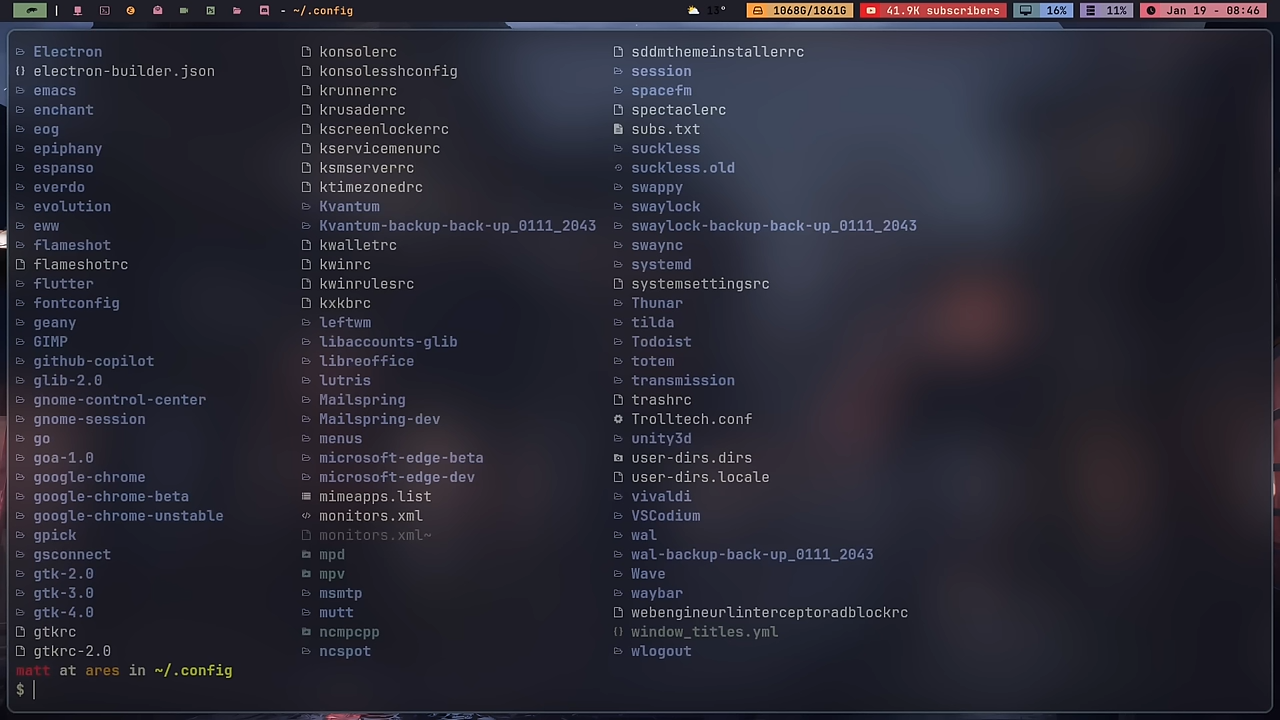 - ~/.config
13°
1068G/1861G
41.9K subscribers
16%
11%
Jan 19 - 08:46
Electron konsolerc sddmthemeinstallerrc
electron-builder.json konsolesshconfig session
emacs krunnerrc spacefm
enchant krusaderrc spectaclerc
eog kscreenlockerrc subs.txt
epiphany kservicemenurc suckless
espanso ksmserverrc suckless.old
everdo ktimezonedrc swappy
evolution Kvantum swaylock
eww Kvantum-backup-back-up_0111_2043 swaylock-backup-back-up_0111_2043
flameshot kwalletrc swaync
flameshotrc kwinrc systemd
flutter kwinrulesrc systemsettingsrc
fontconfig kxkbrc Thunar
geany leftwm tilda
GIMP libaccounts-glib Todoist
github-copilot libreoffice totem
glib-2.0 lutris transmission
gnome-control-center Mailspring trashrc
gnome-session Mailspring-dev Trolltech.conf
go menus unity3d
goa-1.0 microsoft-edge-beta user-dirs.dirs
google-chrome microsoft-edge-dev user-dirs.locale
google-chrome-beta mimeapps.list vivaldi
google-chrome-unstable monitors.xml VSCodium
gpick monitors.xml~ wal
gsconnect mpd wal-backup-back-up_0111_2043
gtk-2.0 mpv Wave
gtk-3.0 msmtp waybar
gtk-4.0 mutt webengineurlinterceptoradblockrc
gtkrc ncmpcpp window_titles.yml
gtkrc-2.0 ncspot wlogout
matt at ares in ~/.config
$